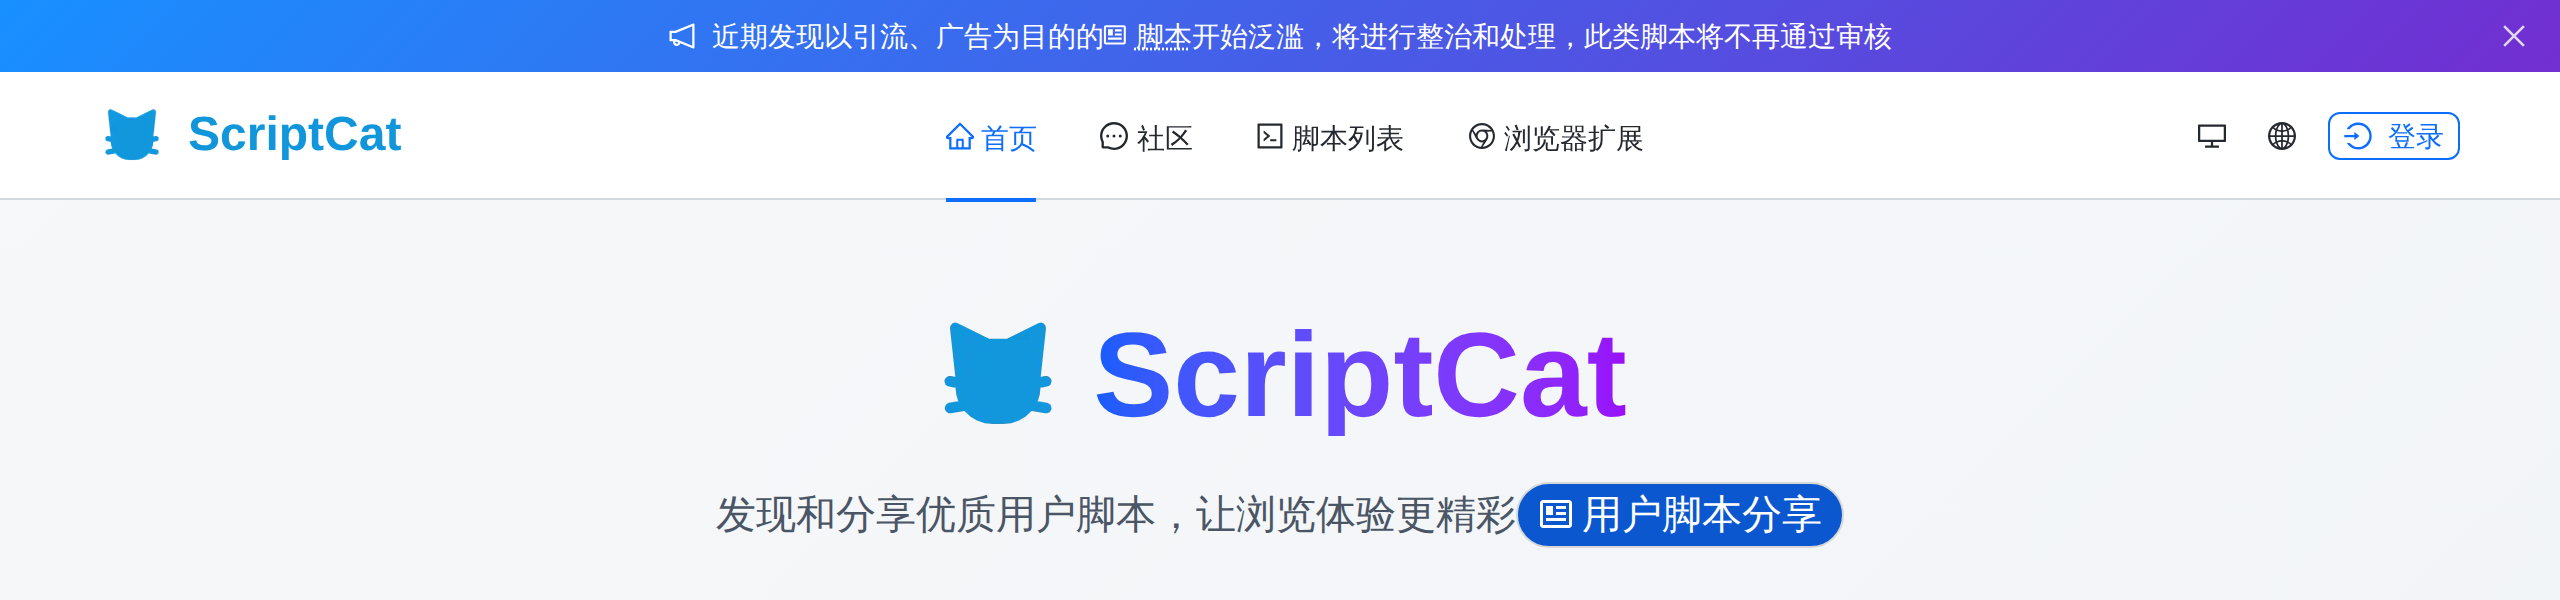 近期发现以引流、广告为目的的脚本开始泛滥，将进行整治和处理，此类脚本将不再通过审核
ScriptCat 首页 社区 脚本列表 浏览器扩展 登录
ScriptCat
发现和分享优质用户脚本，让浏览体验更精彩用户脚本分享